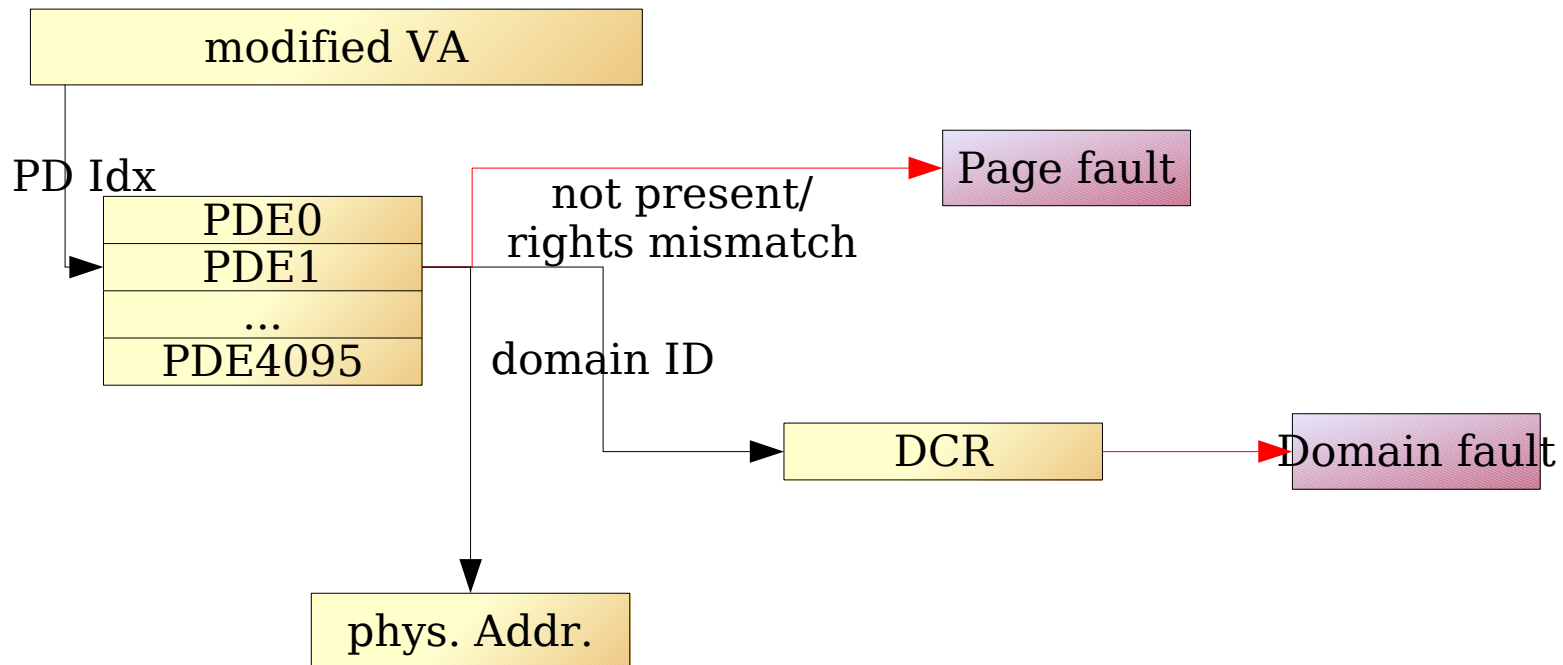 modified VA
PD Idx
Page fault
not present/
rights mismatch
PDE0
PDE1
...
PDE4095
domain ID
DCR
Domain fault
phys. Addr.